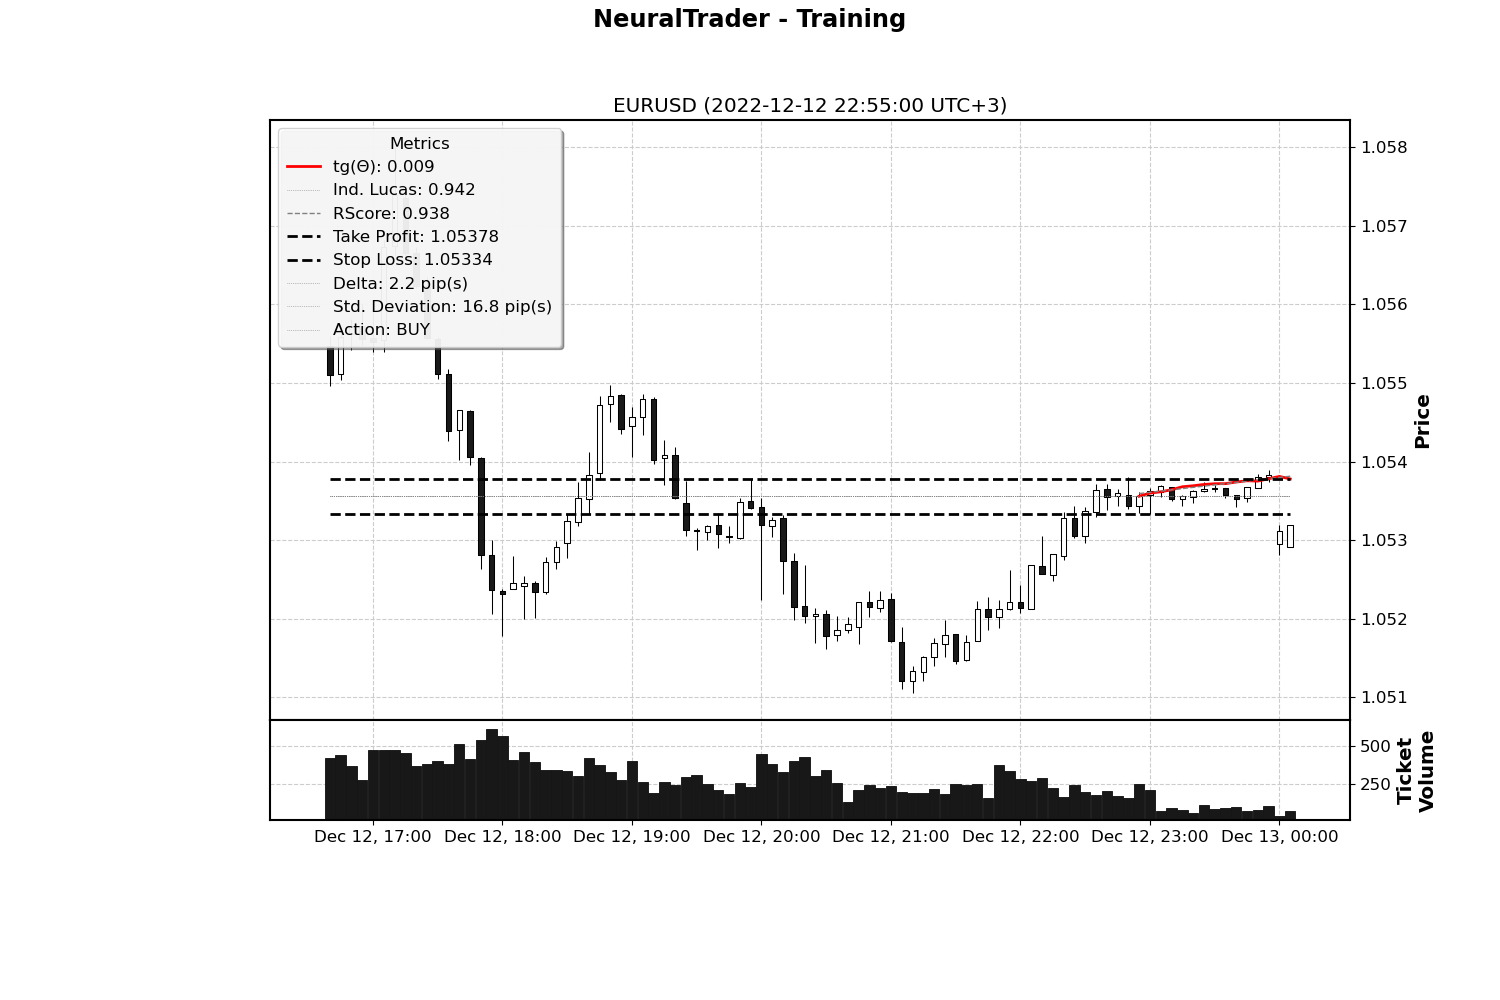 NeuralTrader - Training
EURUSD (2022-12-12 22:55:00 UTC+3)
Metrics
tg(Θ): 0.009
Ind. Lucas: 0.942
RScore: 0.938
Take Profit: 1.05378
Stop Loss: 1.05334
Delta: 2.2 pip(s)
Std. Deviation: 16.8 pip(s)
Action: BUY
1.058
1.057
1.056
1.055
1.054
1.053
1.052
1.051
Price
500
250
Ticket
Volume
Dec 12, 17:00 Dec 12, 18:00 Dec 12, 19:00 Dec 12, 20:00 Dec 12, 21:00 Dec 12, 22:00 Dec 12, 23:00 Dec 13, 00:00